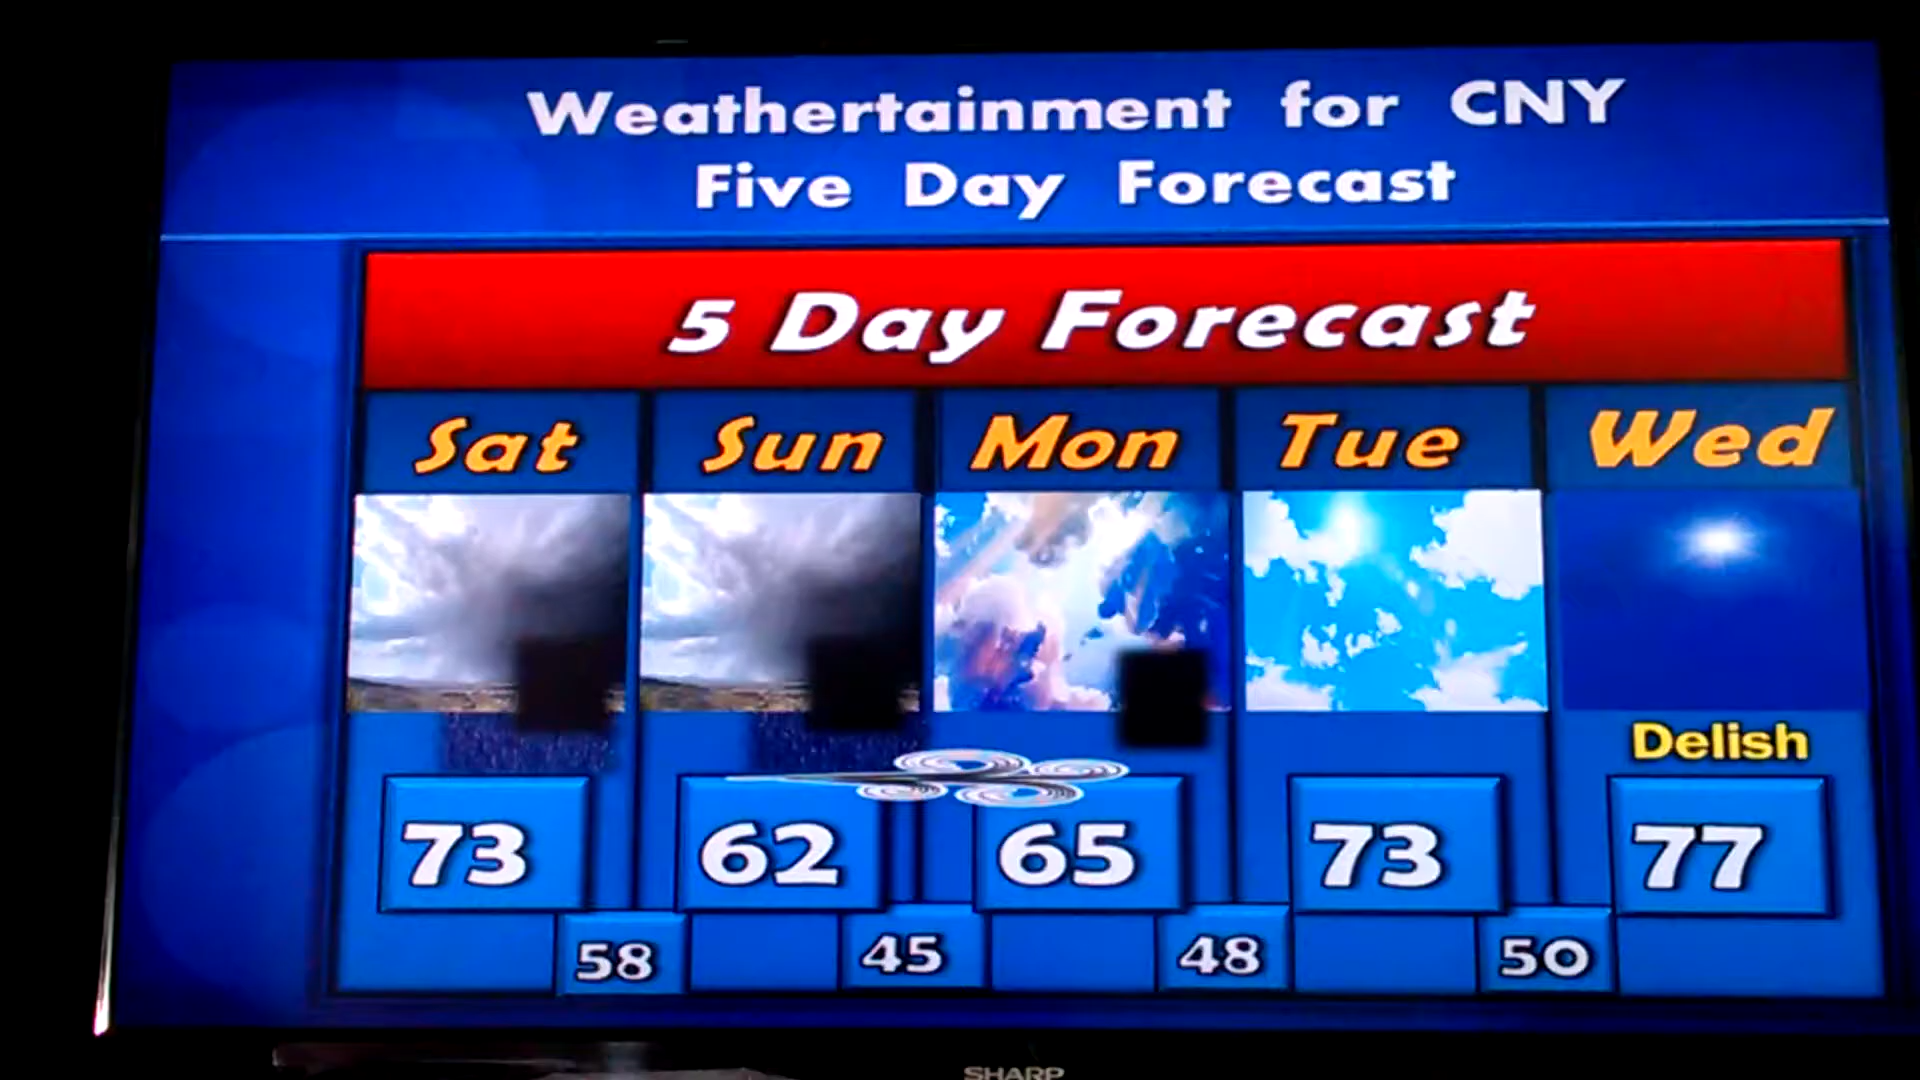 Weathertainment for CNY
Five Day Forecast
5 Day Forecast
Sat Sun Mon Tue Wed
Delish
73 62 65 73 77
58 45 48 50
SHARP